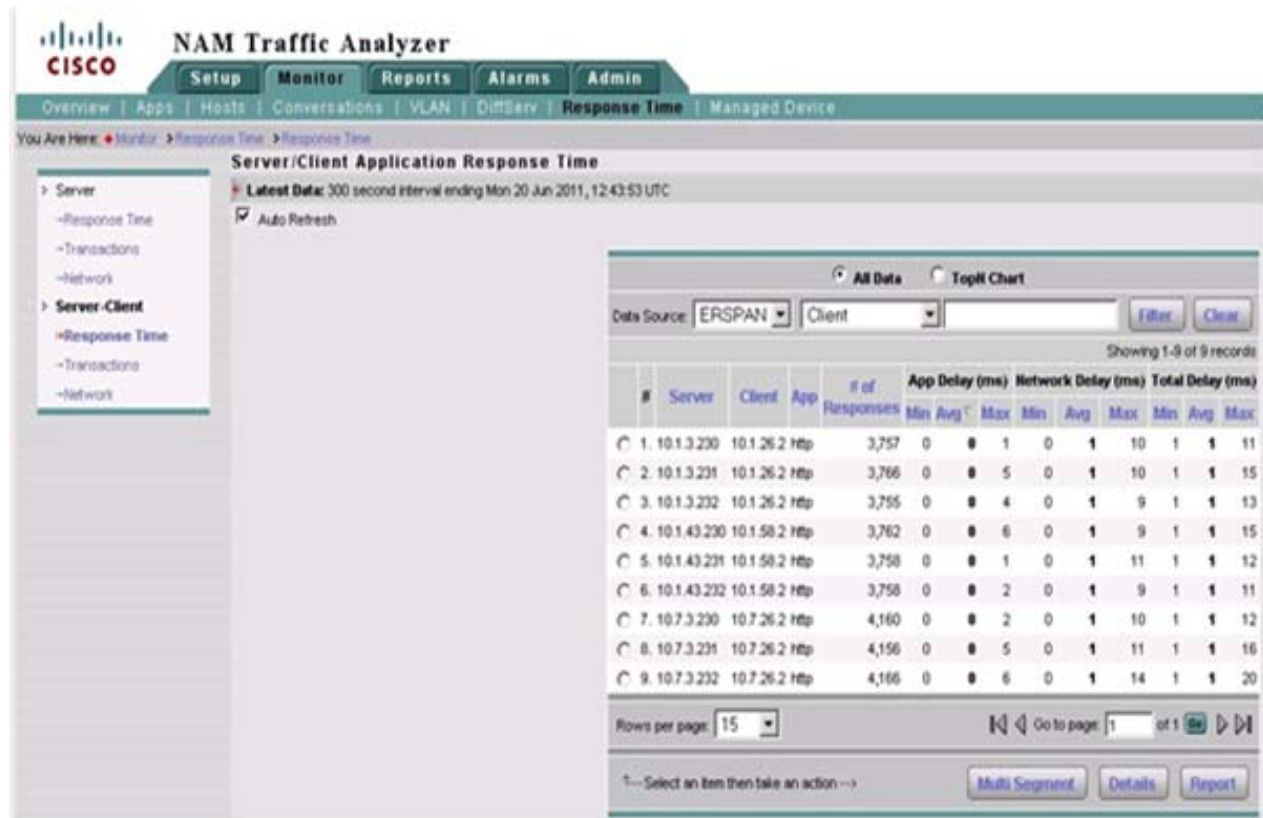 CISCO
NAM Traffic Analyzer
Setup Monitor Reports Alarms Admin
Overview | Apps | Hosts | Conversations | VLAN | DiffServ | Response Time | Managed Device
You Are Here: Monitor > Response Time > Response Time
Server/Client Application Response Time
> Server
Latest Data: 300 second interval ending Mon 20 Jun 2011, 12:43:53 UTC
Response Time
Auto Refresh
Transactions
Network
> Server-Client
Response Time
Transactions
Network
All Data TopN Chart
Data Source: ERSPAN Client Filter Clear
Showing 1-9 of 9 records
# Server Client App # of Responses App Delay (ms) Network Delay (ms) Total Delay (ms)
Min Avg Max Min Avg Max Min Avg Max
1. 10.1.3.230 10.1.26.2 http 3,757 0 0 1 0 1 10 1 1 11
2. 10.1.3.231 10.1.26.2 http 3,766 0 0 5 0 1 10 1 1 15
3. 10.1.3.232 10.1.26.2 http 3,755 0 0 4 0 1 9 1 1 13
4. 10.1.43.230 10.1.58.2 http 3,762 0 0 6 0 1 9 1 1 15
5. 10.1.43.231 10.1.58.2 http 3,758 0 0 1 0 1 11 1 1 12
6. 10.1.43.232 10.1.58.2 http 3,758 0 0 2 0 1 9 1 1 11
7. 10.7.3.230 10.7.26.2 http 4,160 0 0 2 0 1 10 1 1 12
8. 10.7.3.231 10.7.26.2 http 4,156 0 0 5 0 1 11 1 1 16
9. 10.7.3.232 10.7.26.2 http 4,166 0 0 6 0 1 14 1 1 20
Rows per page: 15 Go to page: 1 of 1 Go
Select an item then take an action --> Multi Segment Details Report